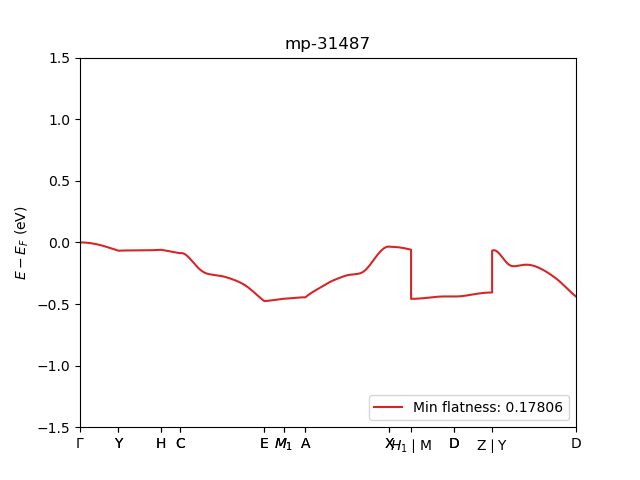 mp-31487
E − E_F (eV)
1.5
1.0
0.5
0.0
−0.5
−1.0
−1.5
Min flatness: 0.17806
Γ Y H C E M_1 A X H_1 | M D Z | Y D